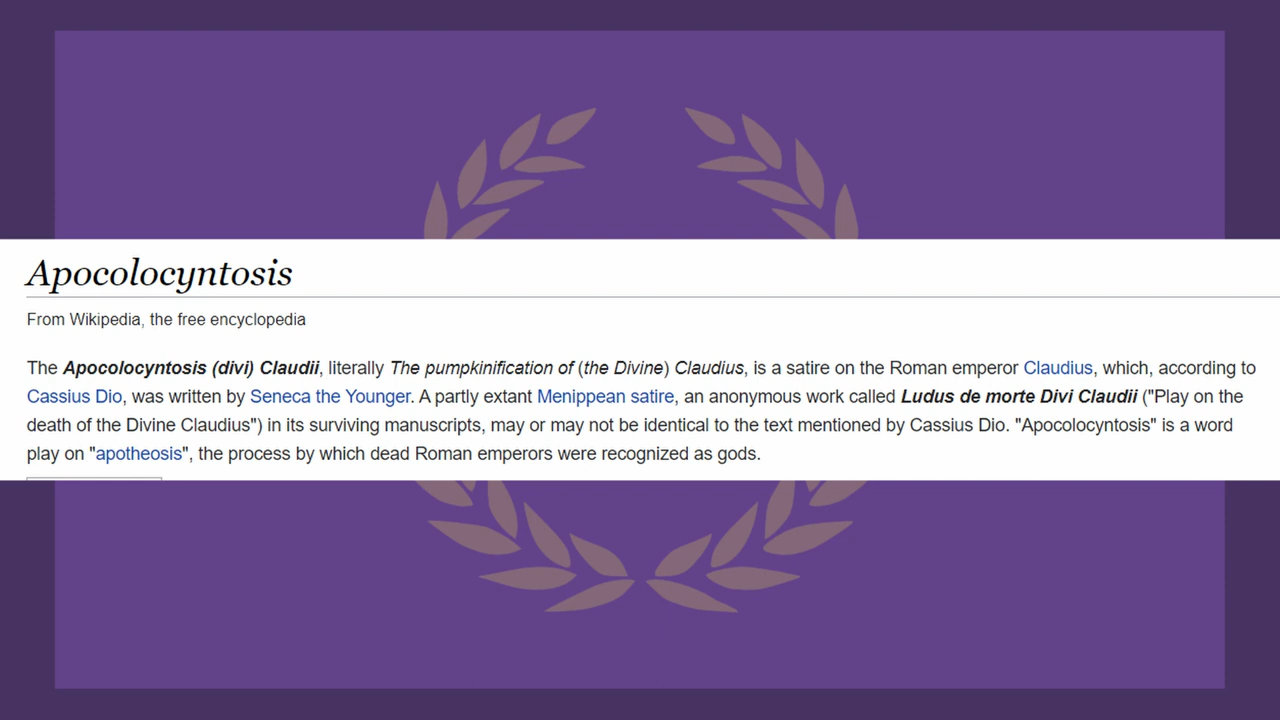 Apocolocyntosis
From Wikipedia, the free encyclopedia
The Apocolocyntosis (divi) Claudii, literally The pumpkinification of (the Divine) Claudius, is a satire on the Roman emperor Claudius, which, according to
Cassius Dio, was written by Seneca the Younger. A partly extant Menippean satire, an anonymous work called Ludus de morte Divi Claudii ("Play on the
death of the Divine Claudius") in its surviving manuscripts, may or may not be identical to the text mentioned by Cassius Dio. "Apocolocyntosis" is a word
play on "apotheosis", the process by which dead Roman emperors were recognized as gods.